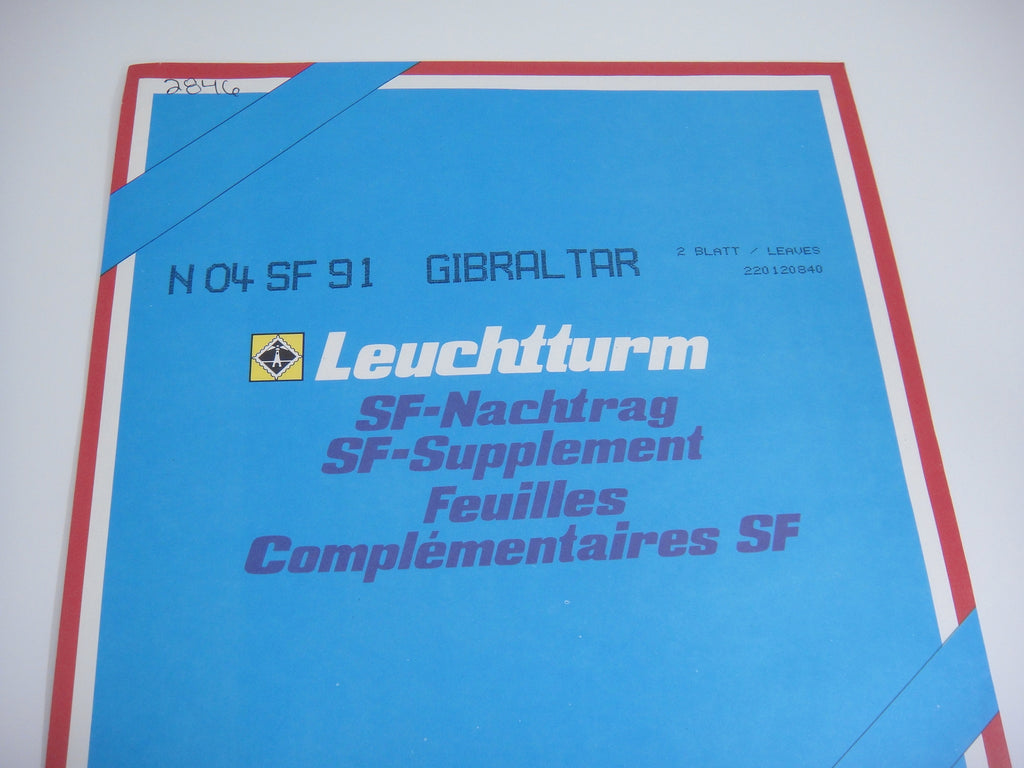 2846
N 04 SF 91 GIBRALTAR 2 BLATT / LEAVES
220120840
Leuchtturm
SF-Nachtrag
SF-Supplement
Feuilles
Complémentaires SF